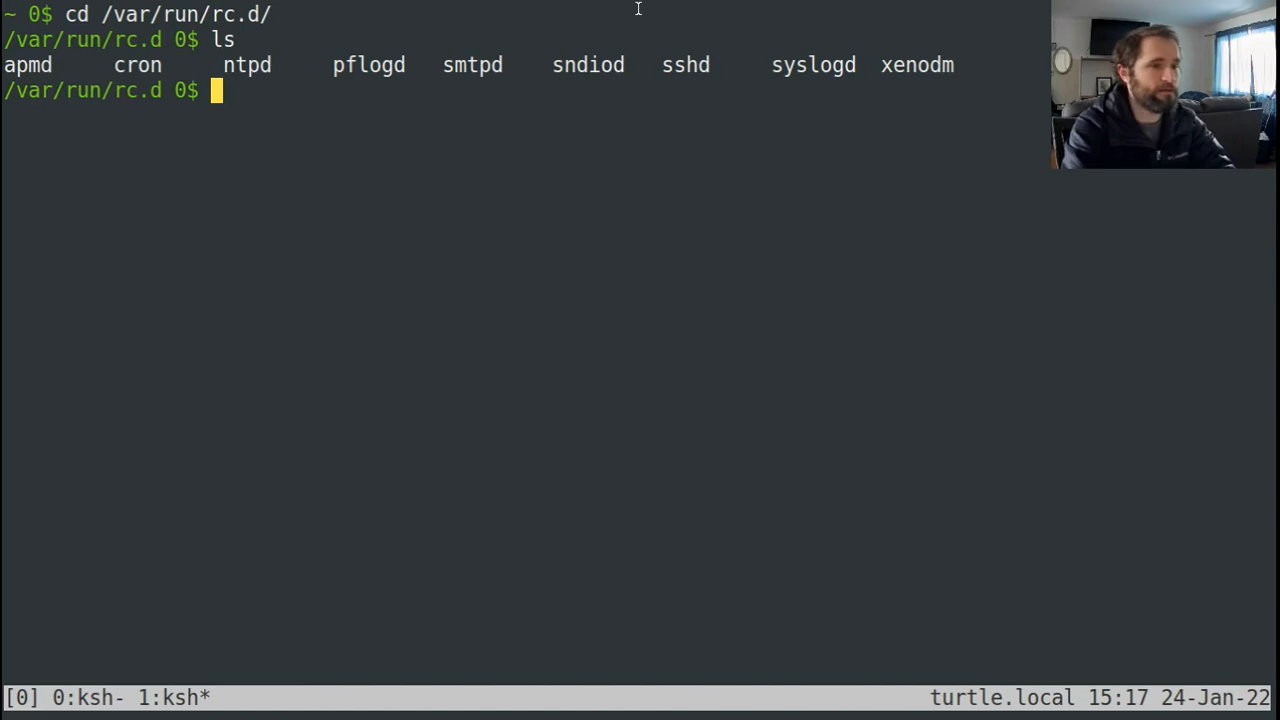 ~ 0$ cd /var/run/rc.d/
/var/run/rc.d 0$ ls
apmd cron ntpd pflogd smtpd sndiod sshd syslogd xenodm
/var/run/rc.d 0$
[0] 0:ksh- 1:ksh* turtle.local 15:17 24-Jan-22